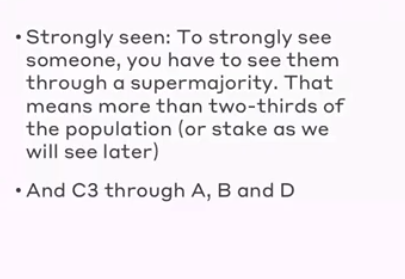 • Strongly seen: To strongly see
someone, you have to see them
through a supermajority. That
means more than two-thirds of
the population (or stake as we
will see later)
• And C3 through A, B and D